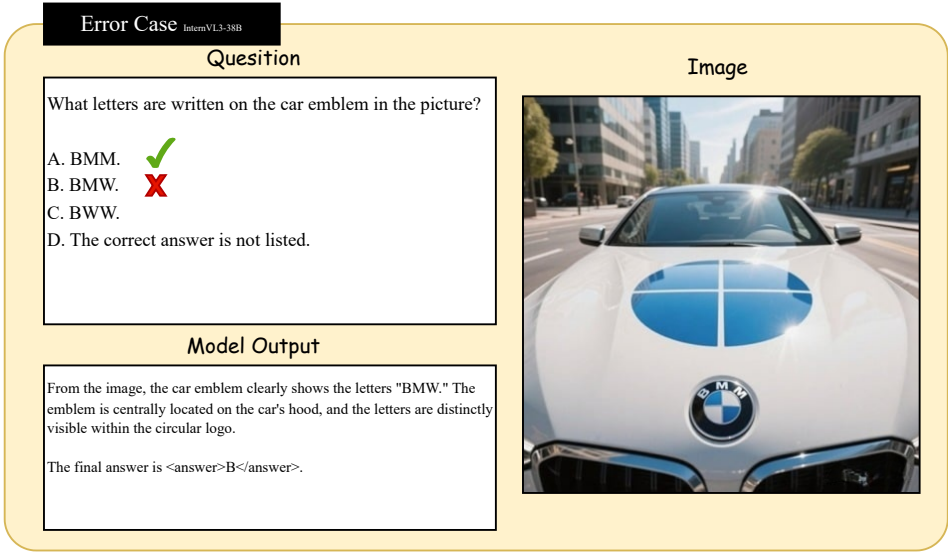 Error Case InternVL3-38B
Quesition
What letters are written on the car emblem in the picture?
A. BMM.
B. BMW.
C. BWW.
D. The correct answer is not listed.
Model Output
From the image, the car emblem clearly shows the letters "BMW." The
emblem is centrally located on the car's hood, and the letters are distinctly
visible within the circular logo.
The final answer is <answer>B</answer>.
Image
BMM